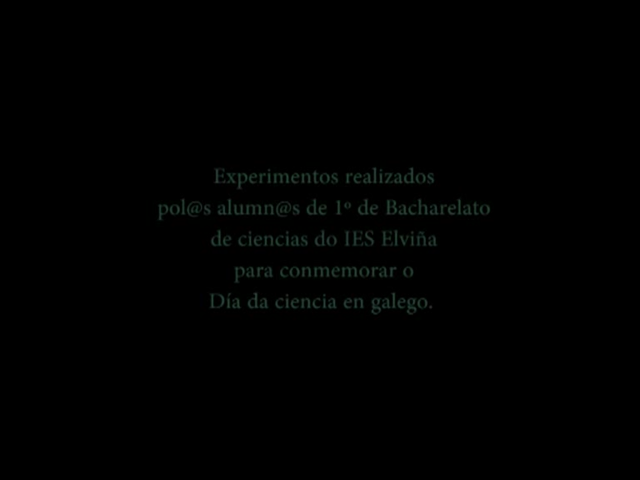 Experimentos realizados
pol@s alumn@s de 1º de Bacharelato
de ciencias do IES Elviña
para conmemorar o
Día da ciencia en galego.